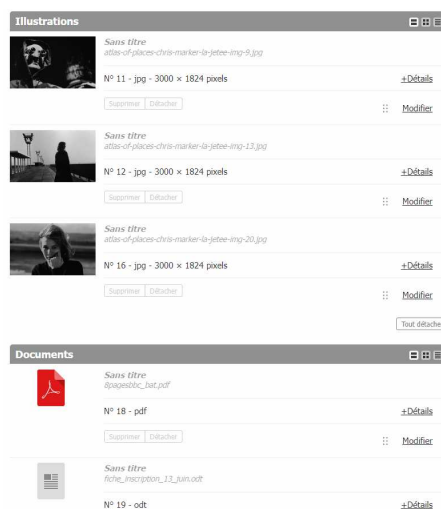 Illustrations
Sans titre
atlas-of-places-chris-marker-la-jetee-img-9.jpg
N° 11 - jpg - 3000 × 1824 pixels
+Détails
Supprimer Détacher
Modifier
Sans titre
atlas-of-places-chris-marker-la-jetee-img-13.jpg
N° 12 - jpg - 3000 × 1824 pixels
+Détails
Supprimer Détacher
Modifier
Sans titre
atlas-of-places-chris-marker-la-jetee-img-20.jpg
N° 16 - jpg - 3000 × 1824 pixels
+Détails
Supprimer Détacher
Modifier
Tout détache
Documents
Sans titre
8pagesbbc_bat.pdf
N° 18 - pdf
+Détails
Supprimer Détacher
Modifier
Sans titre
fiche_inscription_13_juin.odt
N° 19 - odt
+Détails